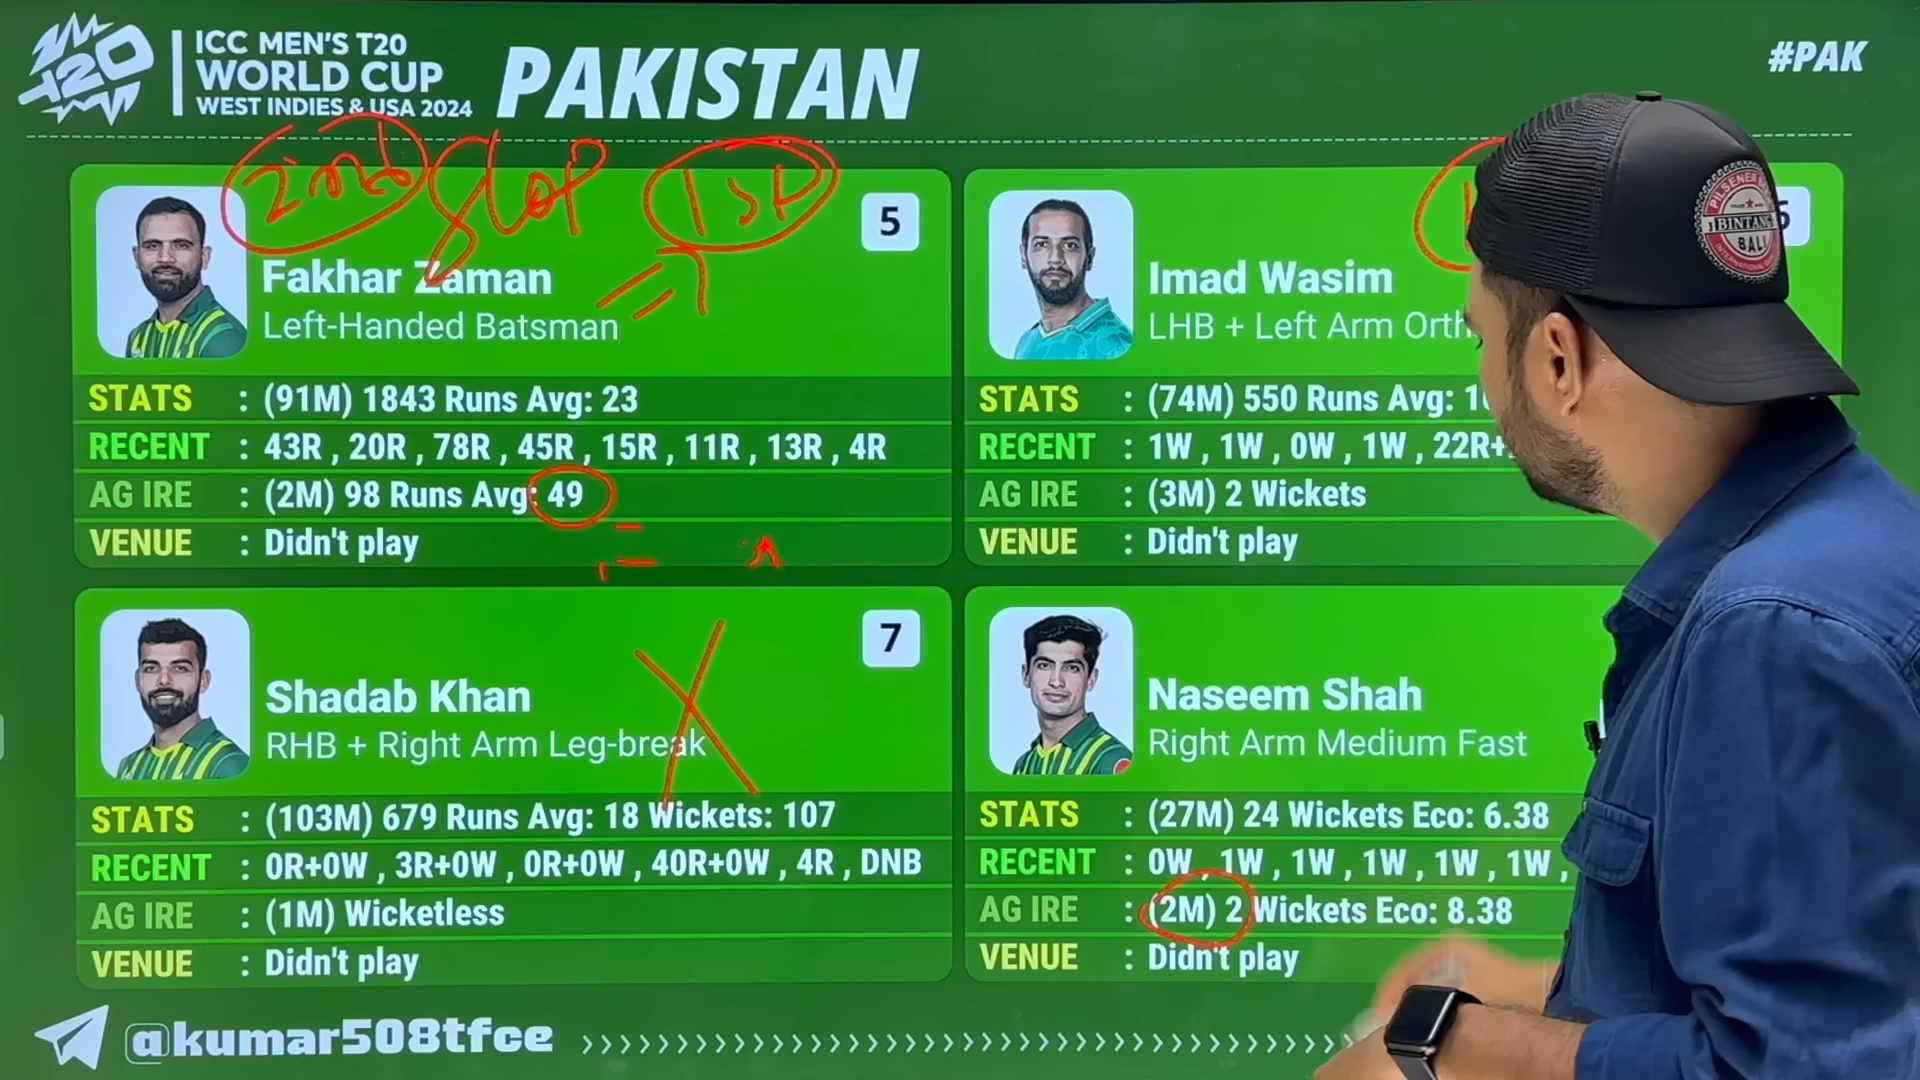 ICC MEN'S T20
WORLD CUP
WEST INDIES & USA 2024
PAKISTAN
#PAK
2nd
1st
5
Fakhar Zaman
Left-Handed Batsman
STATS : (91M) 1843 Runs Avg: 23
RECENT : 43R , 20R , 78R , 45R , 15R , 11R , 13R , 4R
AG IRE : (2M) 98 Runs Avg: 49
VENUE : Didn't play
6
Imad Wasim
LHB + Left Arm Orth
STATS : (74M) 550 Runs Avg: 1
RECENT : 1W , 1W , 0W , 1W , 22R+
AG IRE : (3M) 2 Wickets
VENUE : Didn't play
7
Shadab Khan
RHB + Right Arm Leg-break
STATS : (103M) 679 Runs Avg: 18 Wickets: 107
RECENT : 0R+0W , 3R+0W , 0R+0W , 40R+0W , 4R , DNB
AG IRE : (1M) Wicketless
VENUE : Didn't play
Naseem Shah
Right Arm Medium Fast
STATS : (27M) 24 Wickets Eco: 6.38
RECENT : 0W , 1W , 1W , 1W , 1W , 1W ,
AG IRE : (2M) 2 Wickets Eco: 8.38
VENUE : Didn't play
@kumar508tfce
PILSENER
BINTANG
BALI